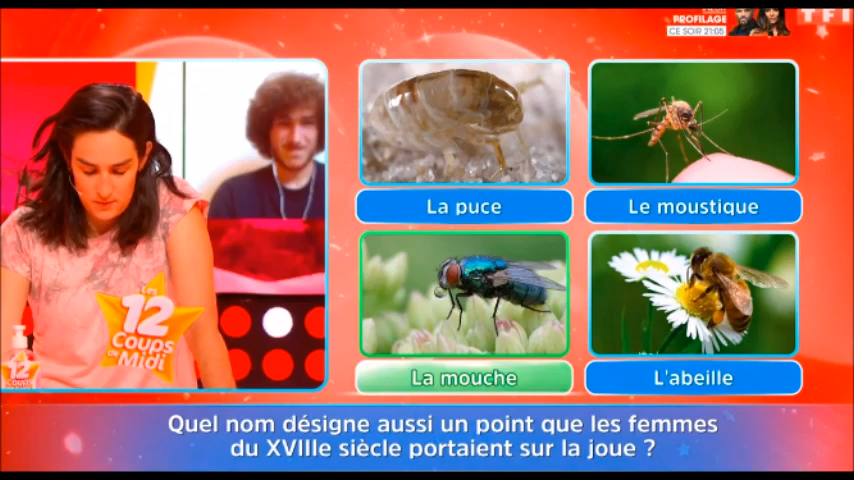 PROFILAGE
CE SOIR 21:05
TF1
La puce
Le moustique
Les
12
Coups
de Midi
La mouche
L'abeille
12
Quel nom désigne aussi un point que les femmes
du XVIIIe siècle portaient sur la joue ?